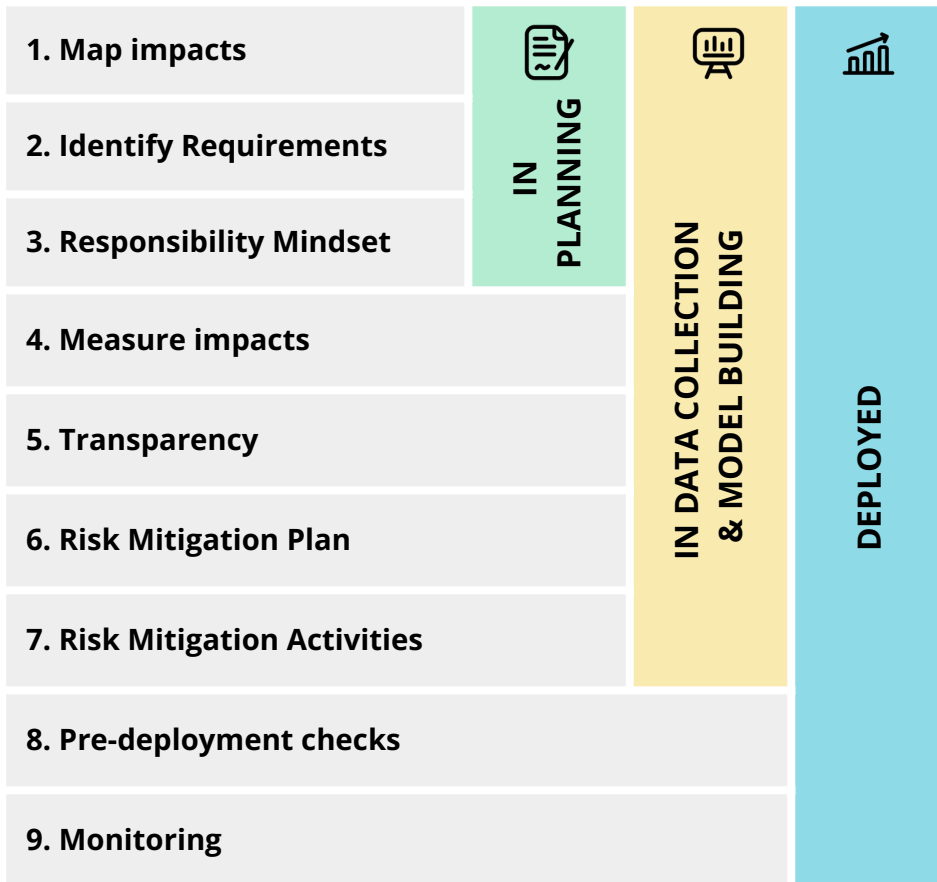 1. Map impacts
2. Identify Requirements
3. Responsibility Mindset
4. Measure impacts
5. Transparency
6. Risk Mitigation Plan
7. Risk Mitigation Activities
8. Pre-deployment checks
9. Monitoring
IN
PLANNING
IN DATA COLLECTION
& MODEL BUILDING
DEPLOYED